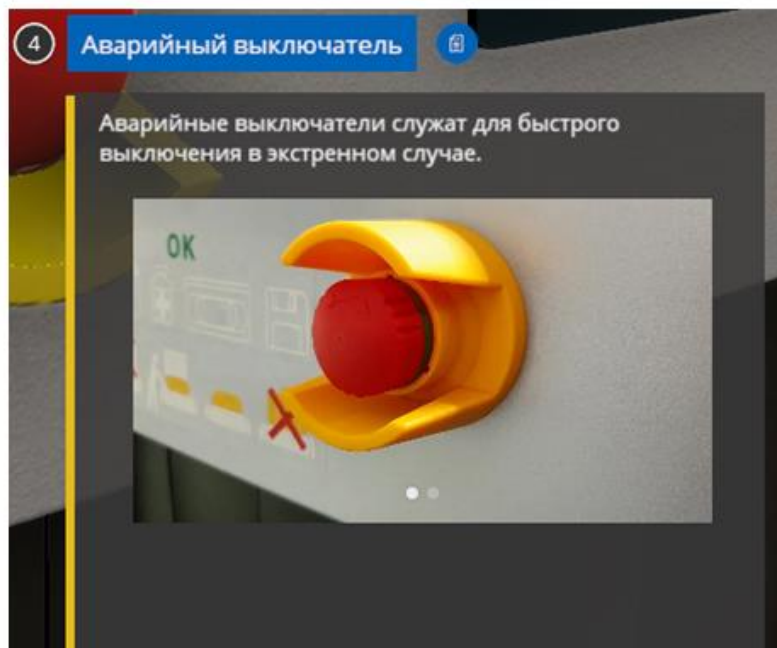 4 Аварийный выключатель
Аварийные выключатели служат для быстрого
выключения в экстренном случае.
OK